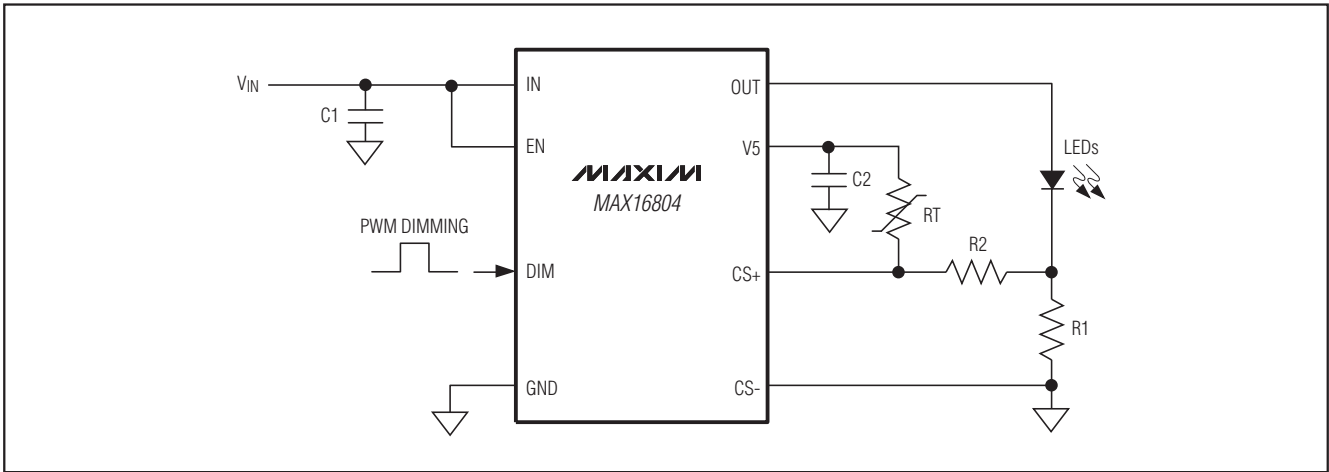 VIN
C1
IN
EN
PWM DIMMING
DIM
GND
MAXIM
MAX16804
OUT
V5
C2
RT
CS+
R2
LEDs
R1
CS-